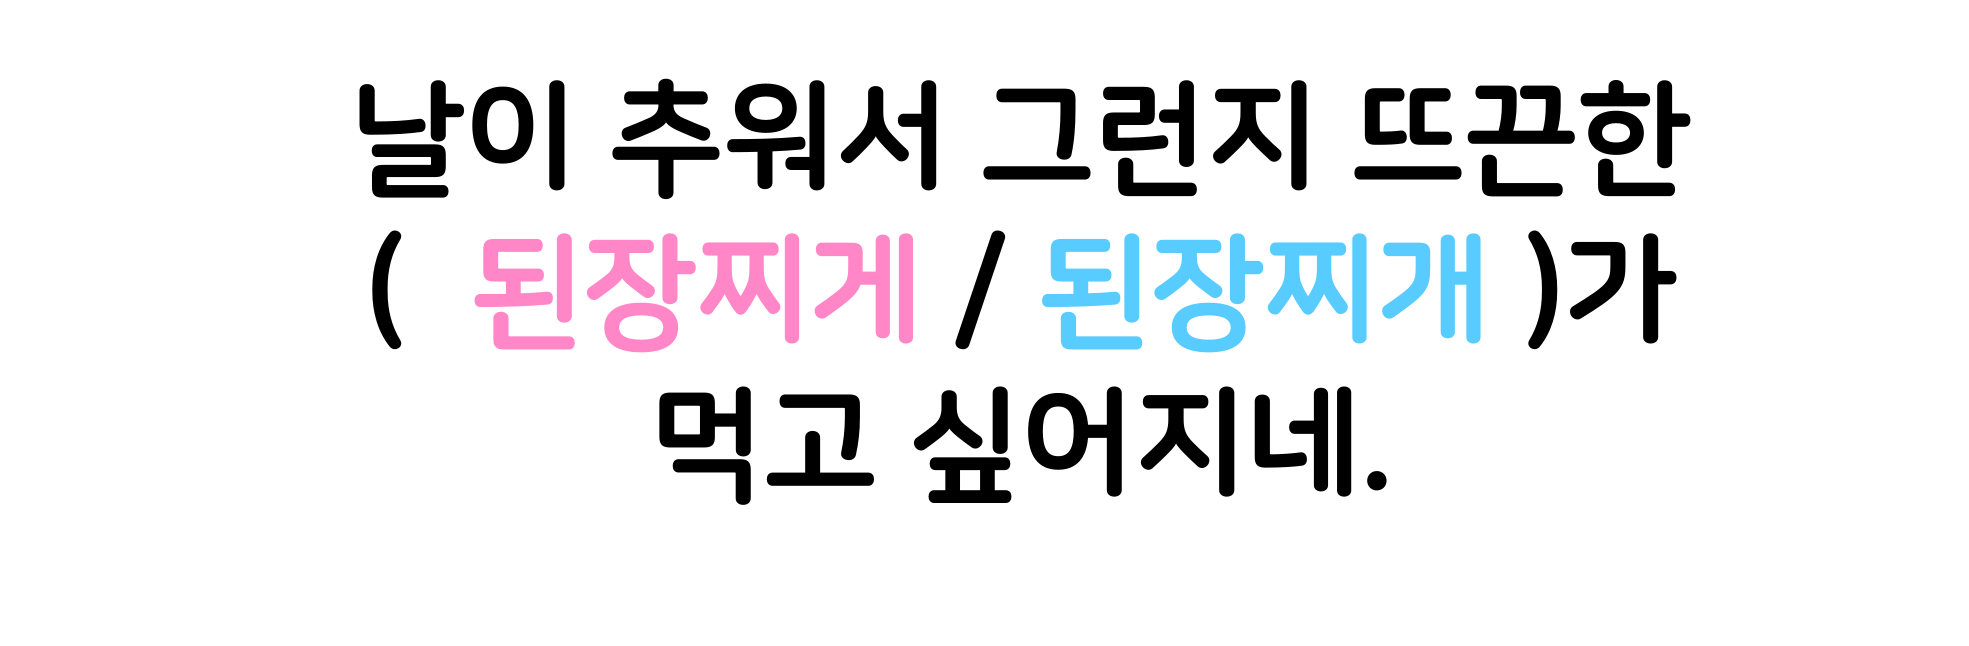 날이 추워서 그런지 뜨끈한
( 된장찌게 / 된장찌개 )가
먹고 싶어지네.